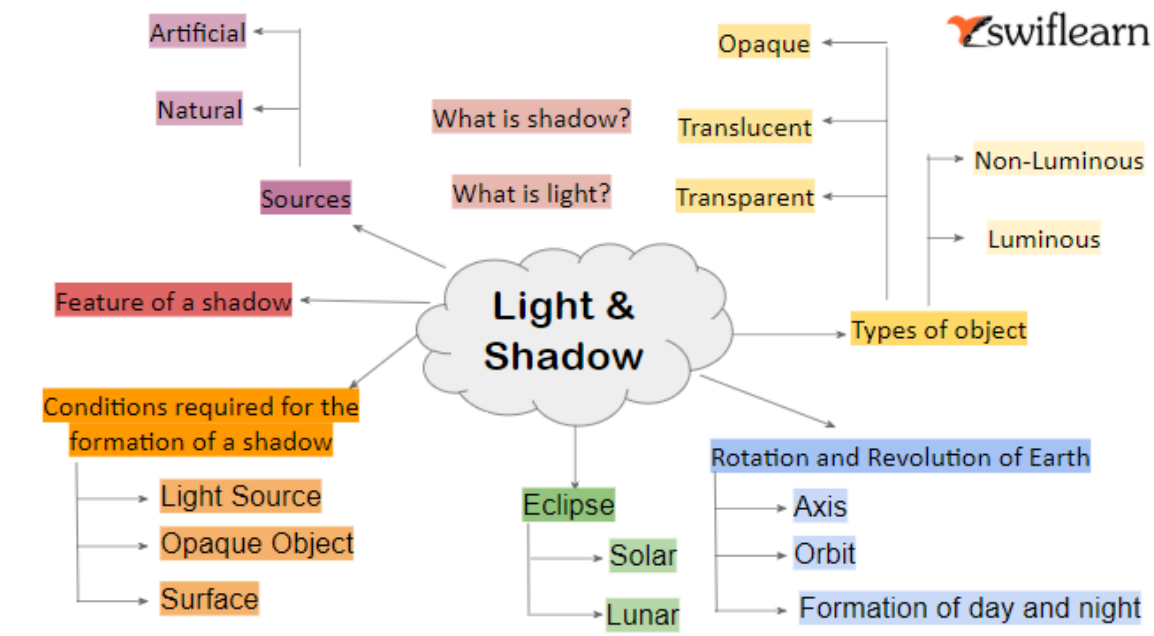 Artificial
Natural
Sources
What is shadow?
What is light?
Opaque
Translucent
Transparent
swiflearn
Non-Luminous
Luminous
Types of object
Light &
Shadow
Feature of a shadow
Conditions required for the
formation of a shadow
Light Source
Opaque Object
Surface
Eclipse
Solar
Lunar
Rotation and Revolution of Earth
Axis
Orbit
Formation of day and night